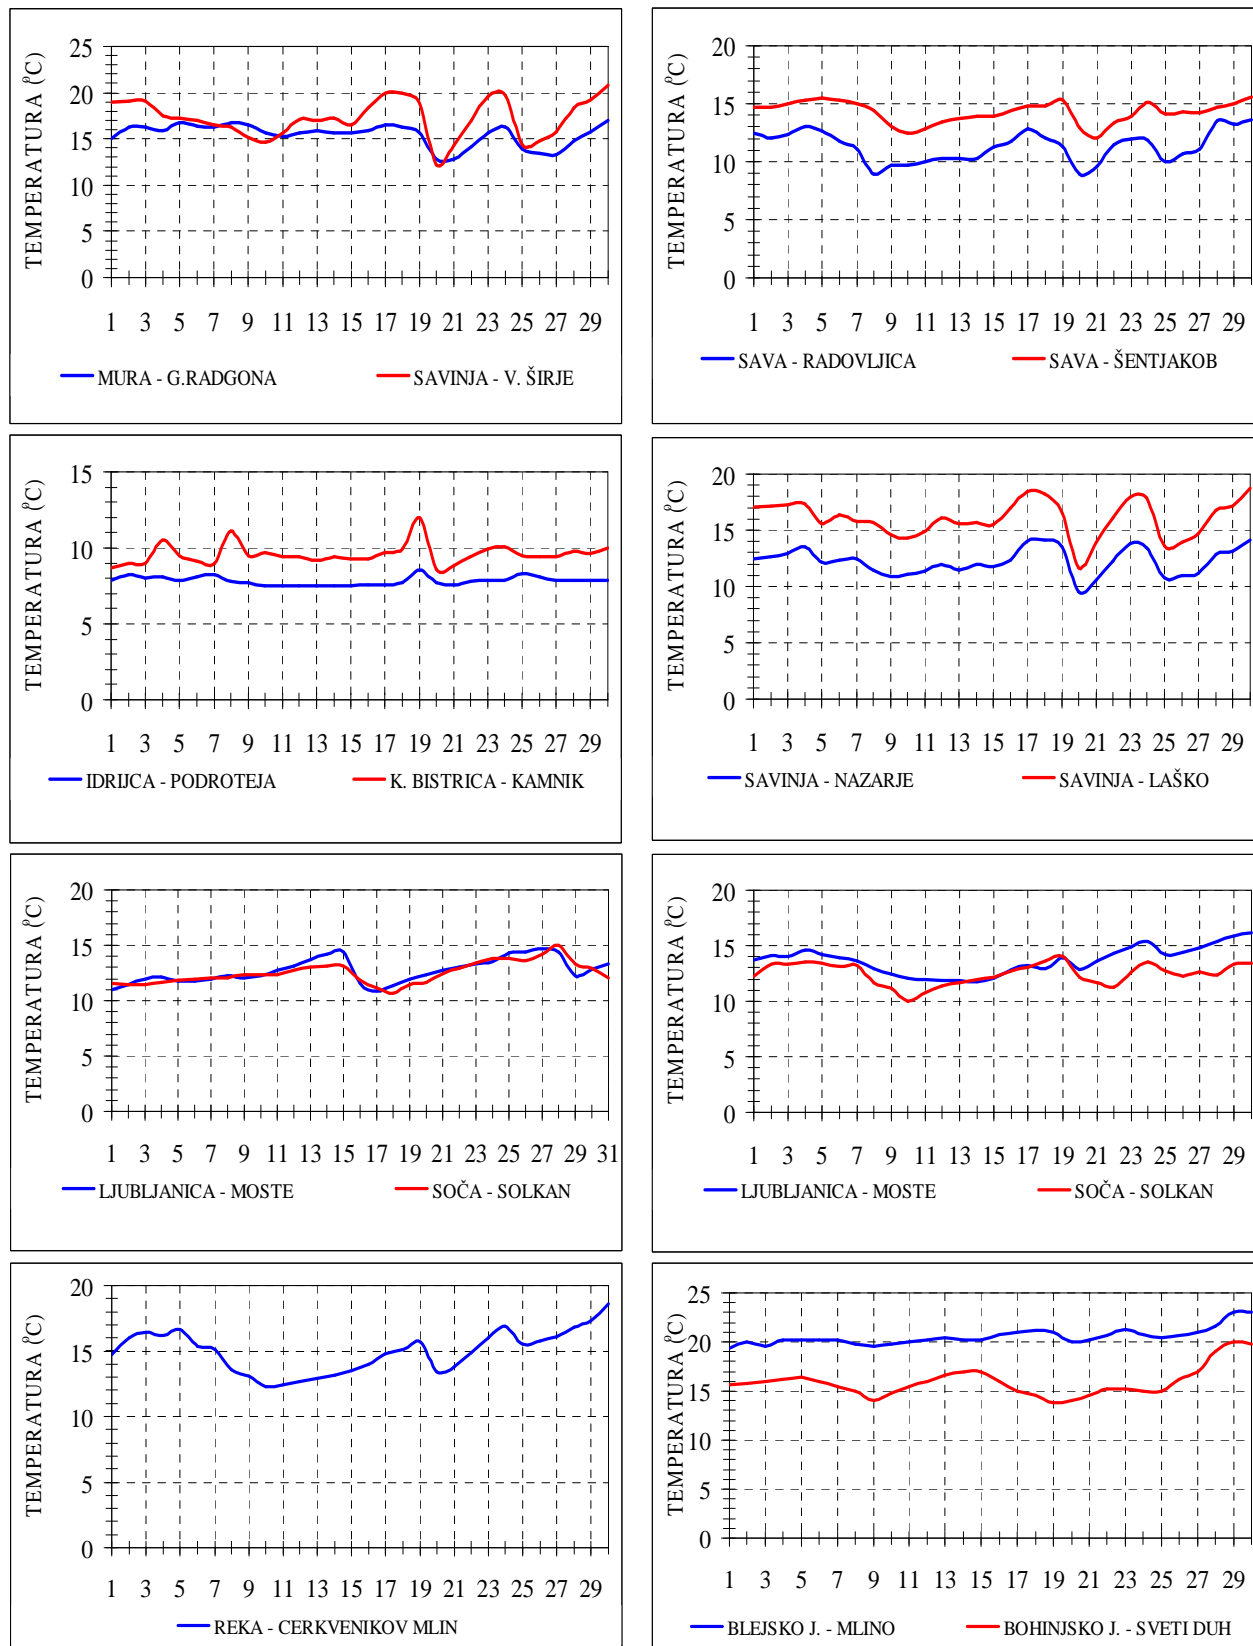 TEMPERATURA (ºC)
25
20
15
10
5
0
1 3 5 7 9 11 13 15 17 19 21 23 25 27 29
MURA - G.RADGONA SAVINJA - V. ŠIRJE
TEMPERATURA (ºC)
20
15
10
5
0
1 3 5 7 9 11 13 15 17 19 21 23 25 27 29
SAVA - RADOVLJICA SAVA - ŠENTJAKOB
TEMPERATURA (ºC)
15
10
5
0
1 3 5 7 9 11 13 15 17 19 21 23 25 27 29
IDRIJCA - PODROTEJA K. BISTRICA - KAMNIK
TEMPERATURA (ºC)
20
15
10
5
0
1 3 5 7 9 11 13 15 17 19 21 23 25 27 29
SAVINJA - NAZARJE SAVINJA - LAŠKO
TEMPERATURA (ºC)
20
15
10
5
0
1 3 5 7 9 11 13 15 17 19 21 23 25 27 29 31
LJUBLJANICA - MOSTE SOČA - SOLKAN
TEMPERATURA (ºC)
20
15
10
5
0
1 3 5 7 9 11 13 15 17 19 21 23 25 27 29
LJUBLJANICA - MOSTE SOČA - SOLKAN
TEMPERATURA (ºC)
20
15
10
5
0
1 3 5 7 9 11 13 15 17 19 21 23 25 27 29
REKA - CERKVENIKOV MLIN
TEMPERATURA (ºC)
25
20
15
10
5
0
1 3 5 7 9 11 13 15 17 19 21 23 25 27 29
BLEJSKO J. - MLINO BOHINJSKO J. - SVETI DUH